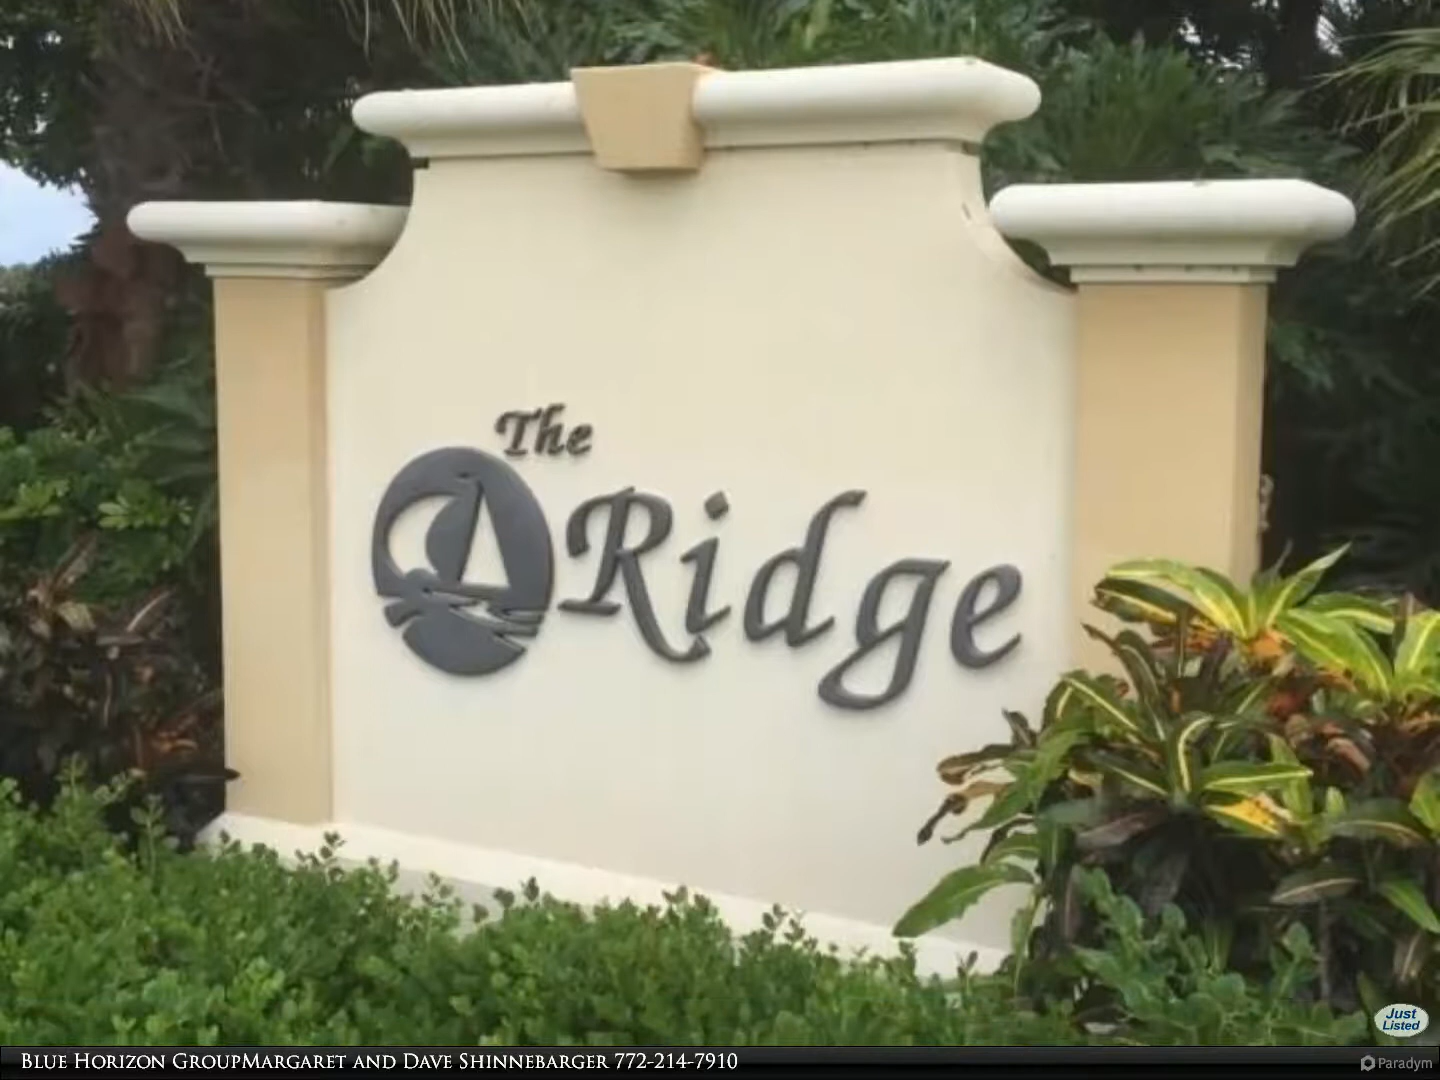 The
Ridge
Just
Listed
Blue Horizon GroupMargaret and Dave Shinnebarger 772-214-7910
Paradym